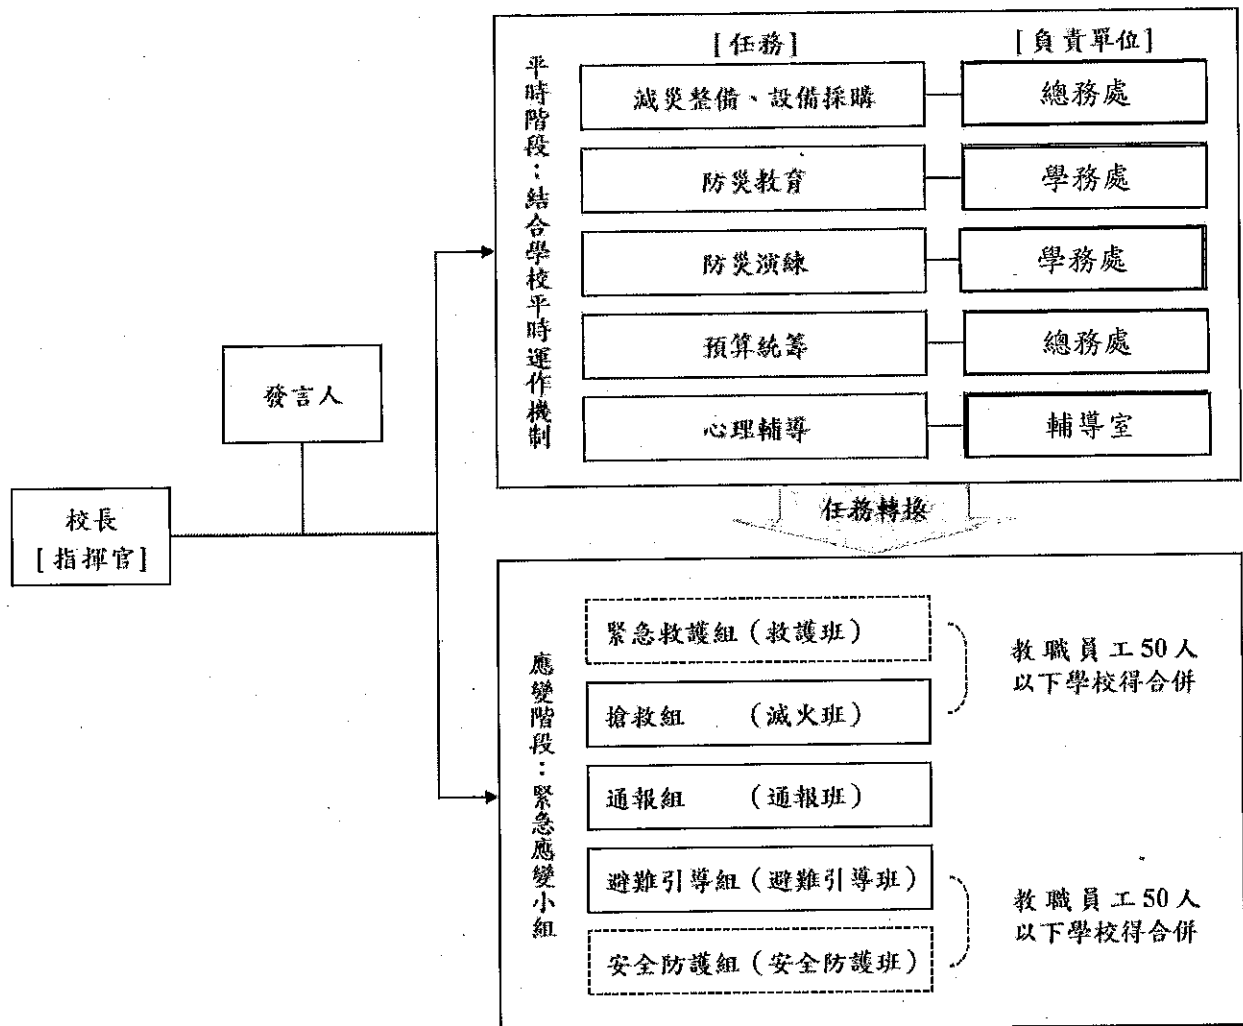 發言人
校長
[指揮官]
平時階段：結合學校平時運作機制
[任務] [負責單位]
減災整備、設備採購 總務處
防災教育 學務處
防災演練 學務處
預算統籌 總務處
心理輔導 輔導室
任務轉換
應變階段：緊急應變小組
緊急救護組（救護班）
搶救組 （滅火班）
教職員工50人
以下學校得合併
通報組 （通報班）
避難引導組（避難引導班）
安全防護組（安全防護班）
教職員工50人
以下學校得合併